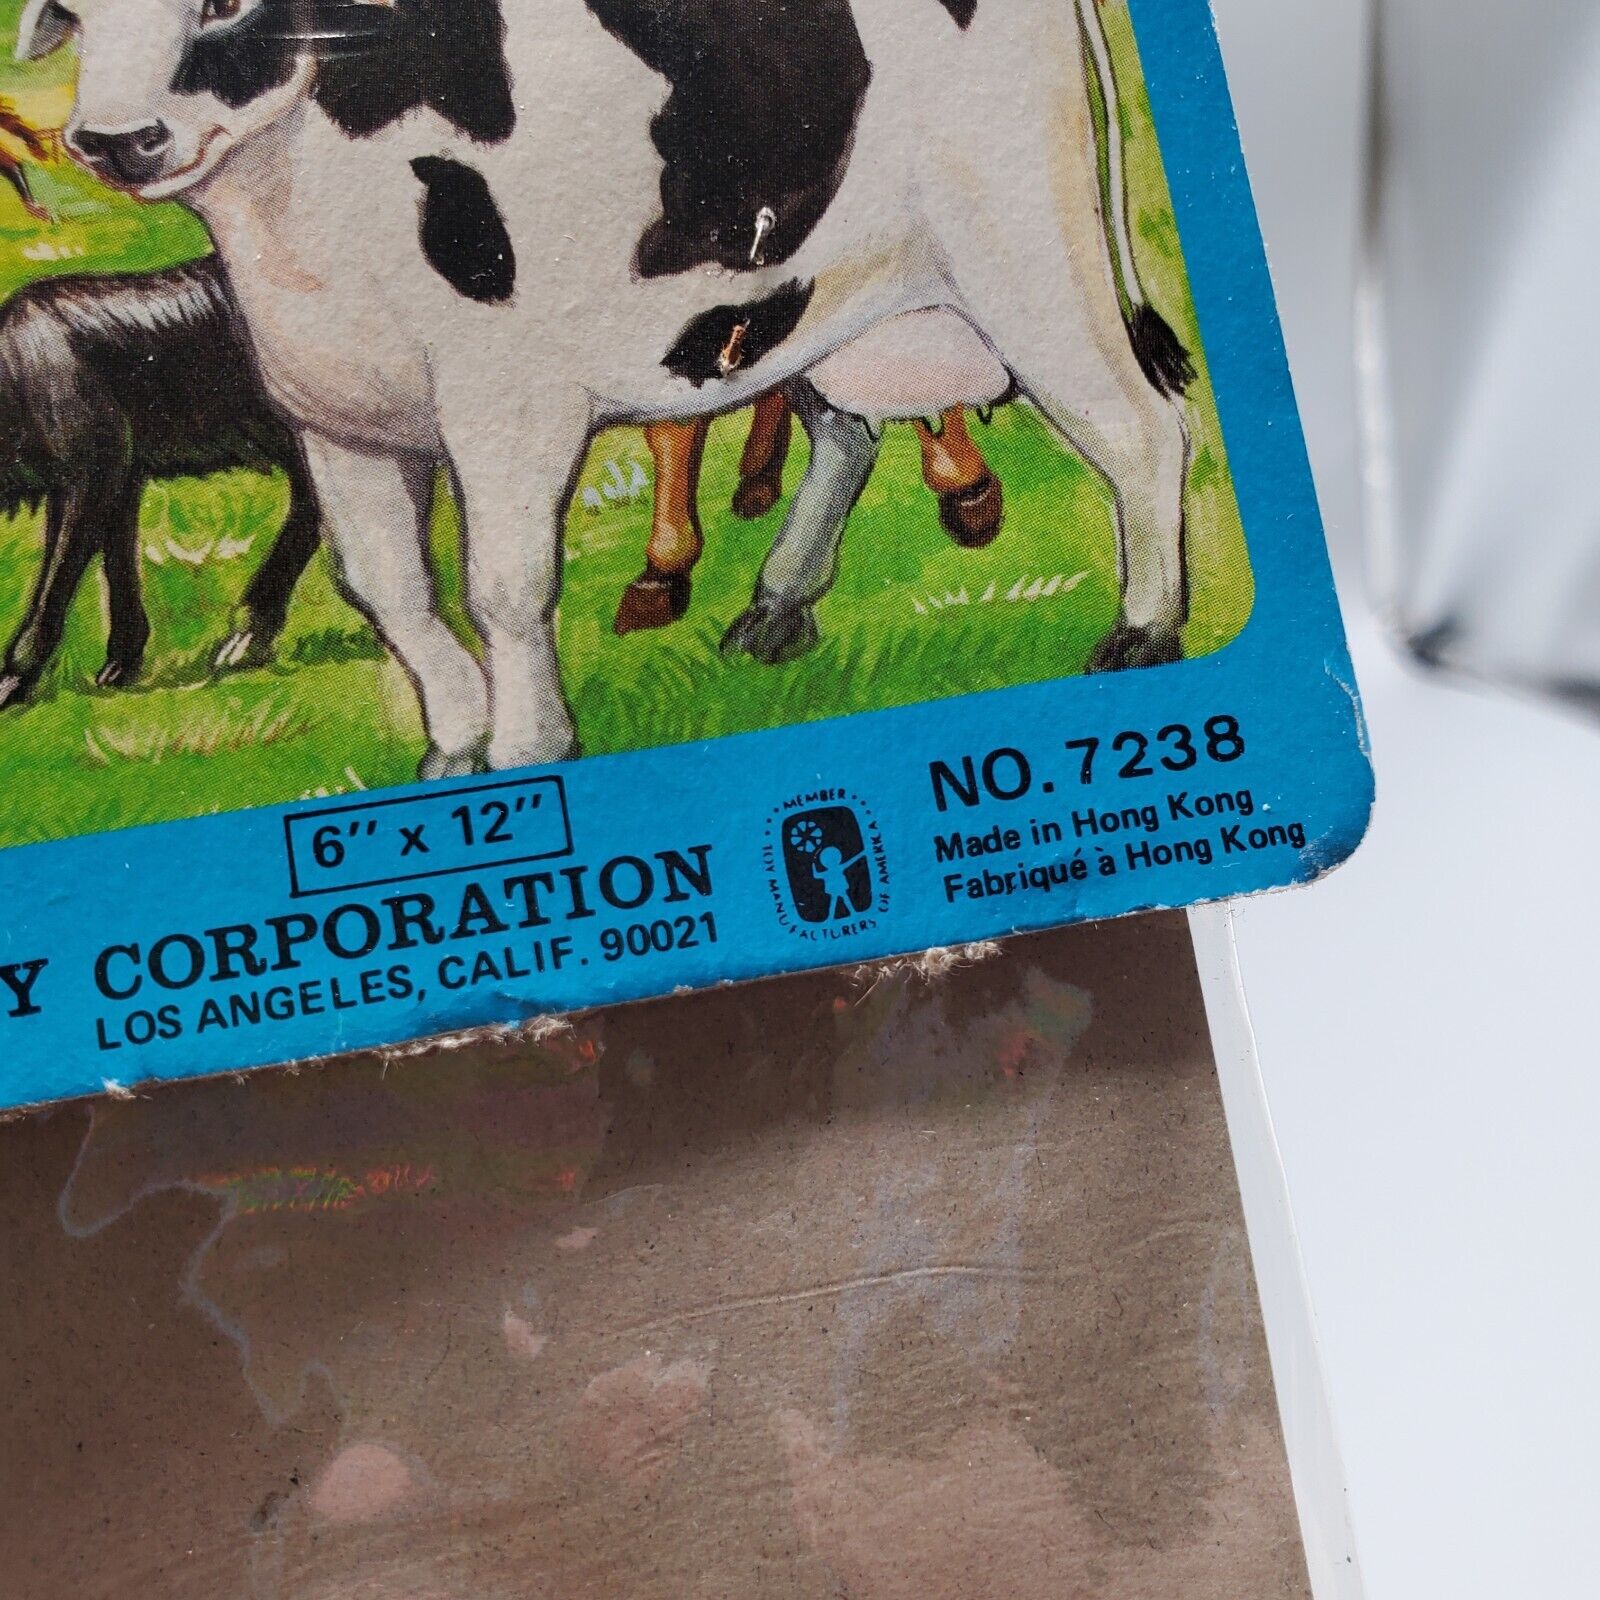 6" x 12"
Y CORPORATION
LOS ANGELES, CALIF. 90021
MEMBER
TOY MANUFACTURERS OF AMERICA
NO. 7238
Made in Hong Kong
Fabriqué à Hong Kong